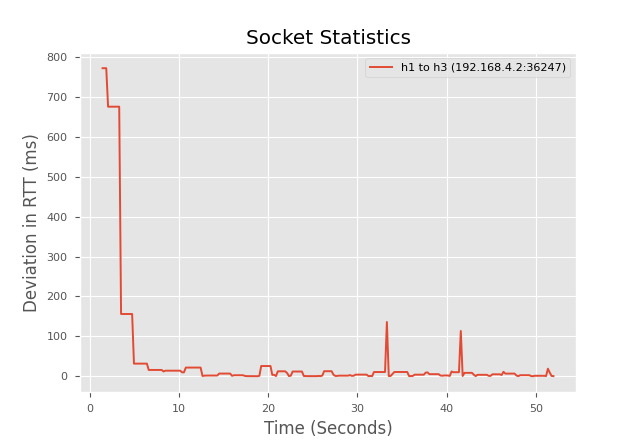 Socket Statistics
h1 to h3 (192.168.4.2:36247)
Deviation in RTT (ms)
800
700
600
500
400
300
200
100
0
0 10 20 30 40 50
Time (Seconds)